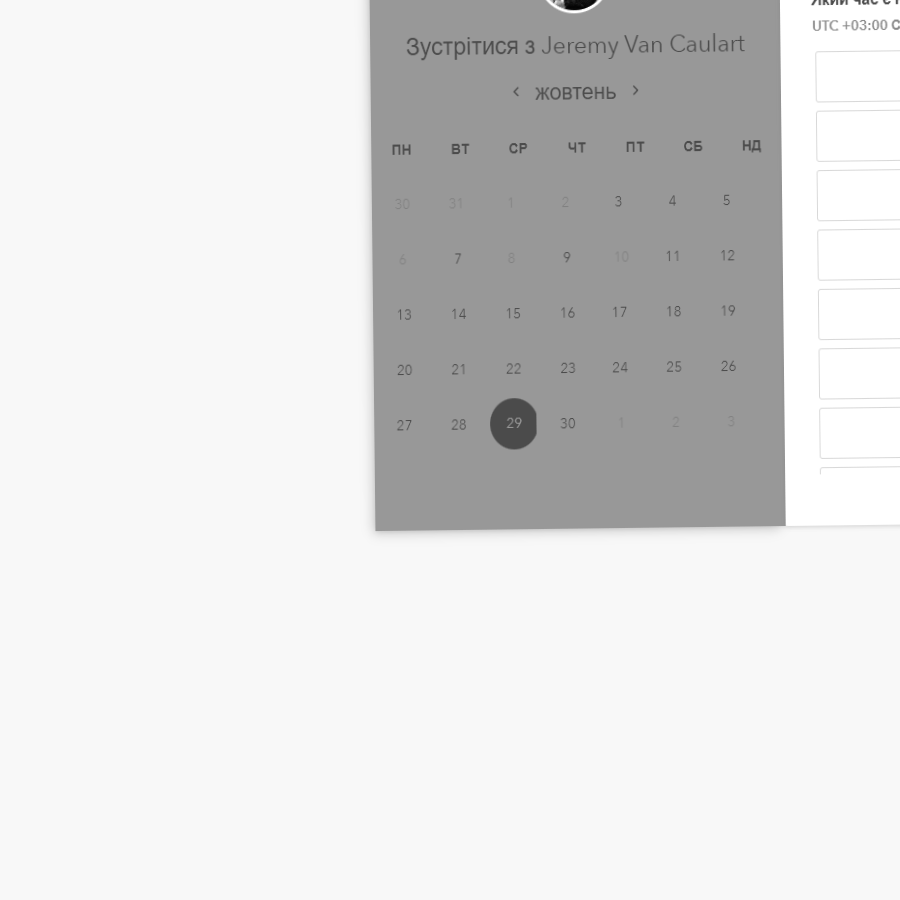 Який час є
UTC +03:00
Зустрітися з Jeremy Van Caulart
‹ жовтень ›
ПН ВТ СР ЧТ ПТ СБ НД
30 31 1 2 3 4 5
6 7 8 9 10 11 12
13 14 15 16 17 18 19
20 21 22 23 24 25 26
27 28 29 30 1 2 3